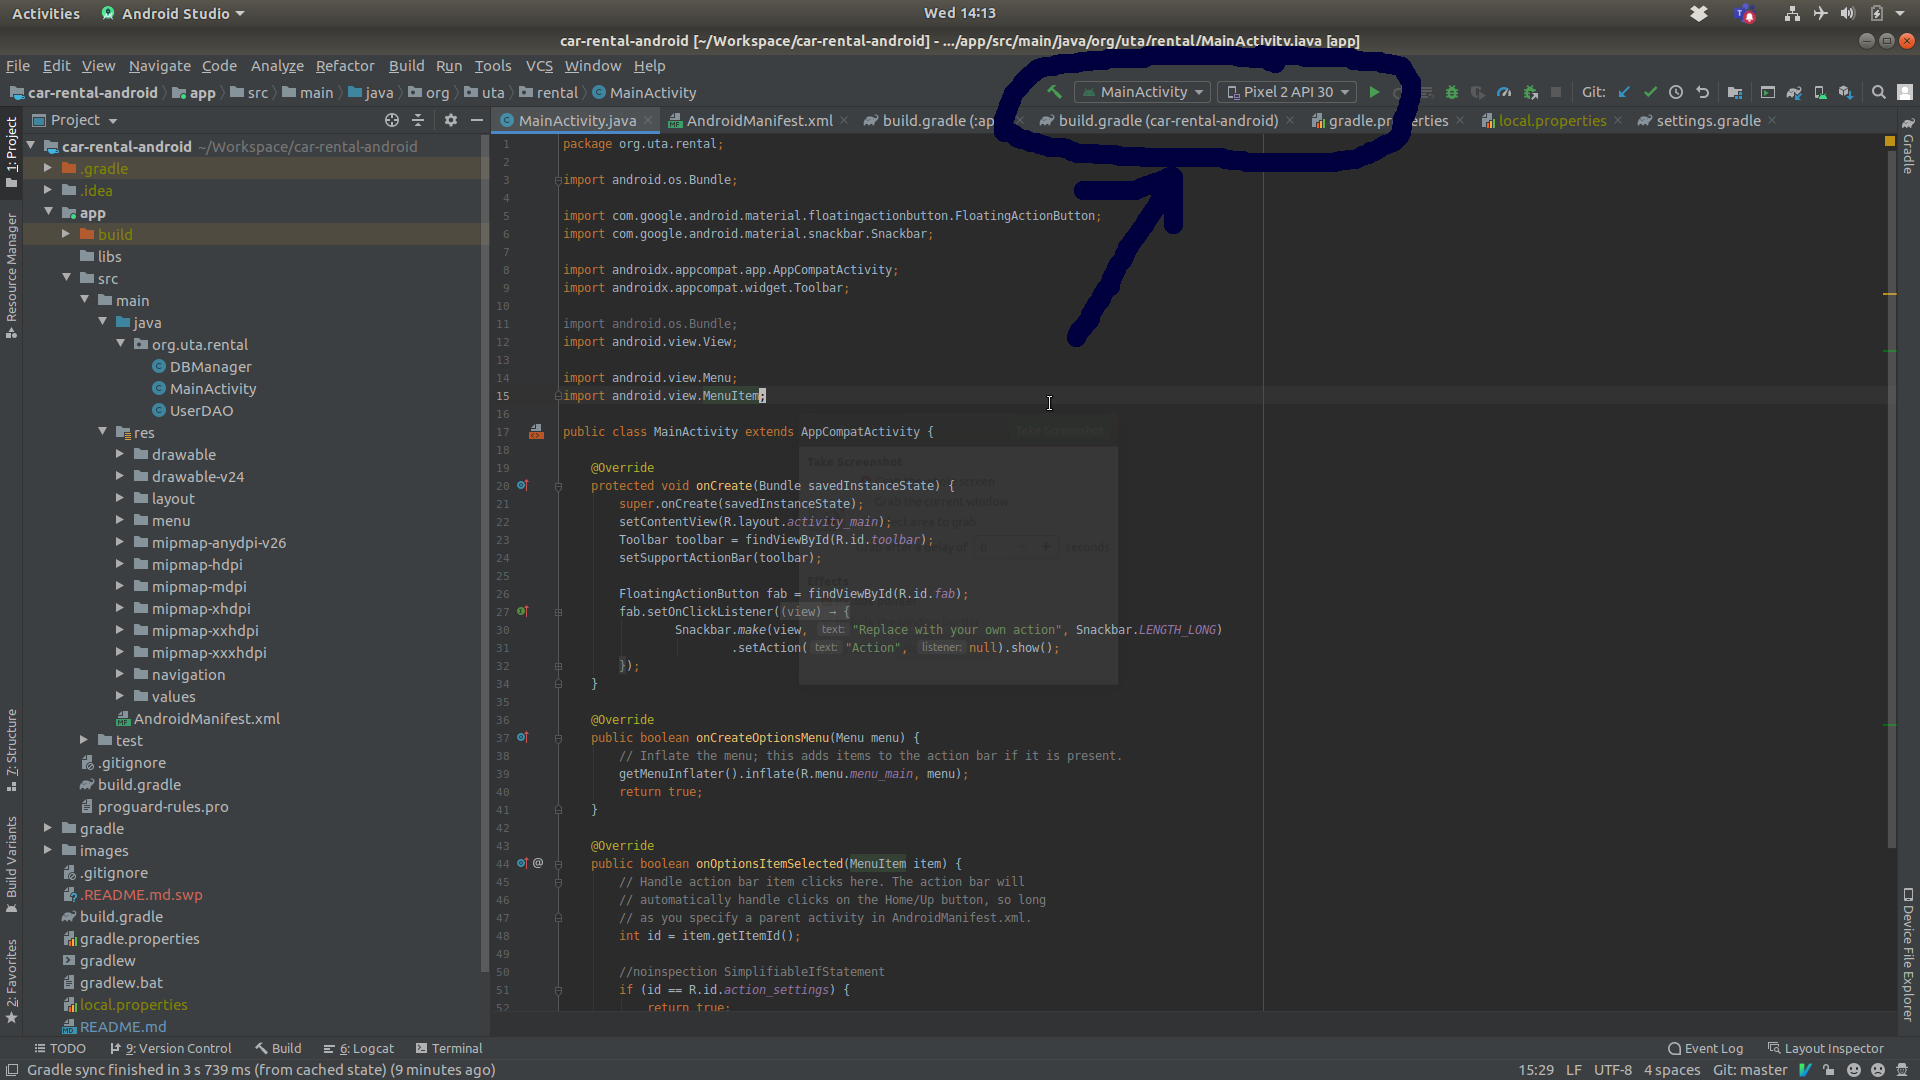 Activities Android Studio Wed 14:13
car-rental-android [~/Workspace/car-rental-android] - .../app/src/main/java/org/uta/rental/MainActivity.java [app]
File Edit View Navigate Code Analyze Refactor Build Run Tools VCS Window Help
car-rental-android app src main java org uta rental MainActivity MainActivity Pixel 2 API 30 Git:
Project MainActivity.java AndroidManifest.xml build.gradle (:ap build.gradle (car-rental-android) gradle.properties local.properties settings.gradle
1: Project
Resource Manager
7: Structure
Build Variants
2: Favorites
car-rental-android ~/Workspace/car-rental-android
.gradle
.idea
app
build
libs
src
main
java
org.uta.rental
DBManager
MainActivity
UserDAO
res
drawable
drawable-v24
layout
menu
mipmap-anydpi-v26
mipmap-hdpi
mipmap-mdpi
mipmap-xhdpi
mipmap-xxhdpi
mipmap-xxxhdpi
navigation
values
AndroidManifest.xml
test
.gitignore
build.gradle
proguard-rules.pro
gradle
images
.gitignore
.README.md.swp
build.gradle
gradle.properties
gradlew
gradlew.bat
local.properties
README.md
1 package org.uta.rental;
2
3 import android.os.Bundle;
4
5 import com.google.android.material.floatingactionbutton.FloatingActionButton;
6 import com.google.android.material.snackbar.Snackbar;
7
8 import androidx.appcompat.app.AppCompatActivity;
9 import androidx.appcompat.widget.Toolbar;
10
11 import android.os.Bundle;
12 import android.view.View;
13
14 import android.view.Menu;
15 import android.view.MenuItem;
16
17 public class MainActivity extends AppCompatActivity {
18
19 @Override
20 protected void onCreate(Bundle savedInstanceState) {
21 super.onCreate(savedInstanceState);
22 setContentView(R.layout.activity_main);
23 Toolbar toolbar = findViewById(R.id.toolbar);
24 setSupportActionBar(toolbar);
25
26 FloatingActionButton fab = findViewById(R.id.fab);
27 fab.setOnClickListener((view) → {
30 Snackbar.make(view, text: "Replace with your own action", Snackbar.LENGTH_LONG)
31 .setAction( text: "Action", listener: null).show();
32 });
34 }
35
36 @Override
37 public boolean onCreateOptionsMenu(Menu menu) {
38 // Inflate the menu; this adds items to the action bar if it is present.
39 getMenuInflater().inflate(R.menu.menu_main, menu);
40 return true;
41 }
42
43 @Override
44 @ public boolean onOptionsItemSelected(MenuItem item) {
45 // Handle action bar item clicks here. The action bar will
46 // automatically handle clicks on the Home/Up button, so long
47 // as you specify a parent activity in AndroidManifest.xml.
48 int id = item.getItemId();
49
50 //noinspection SimplifiableIfStatement
51 if (id == R.id.action_settings) {
52 return true;
Take Screenshot
Take Screenshot
screen
Grab the current window
area to grab
Grab after a delay of 0 seconds
Effects
Gradle
Device File Explorer
TODO 9: Version Control Build 6: Logcat Terminal Event Log Layout Inspector
Gradle sync finished in 3 s 739 ms (from cached state) (9 minutes ago) 15:29 LF UTF-8 4 spaces Git: master